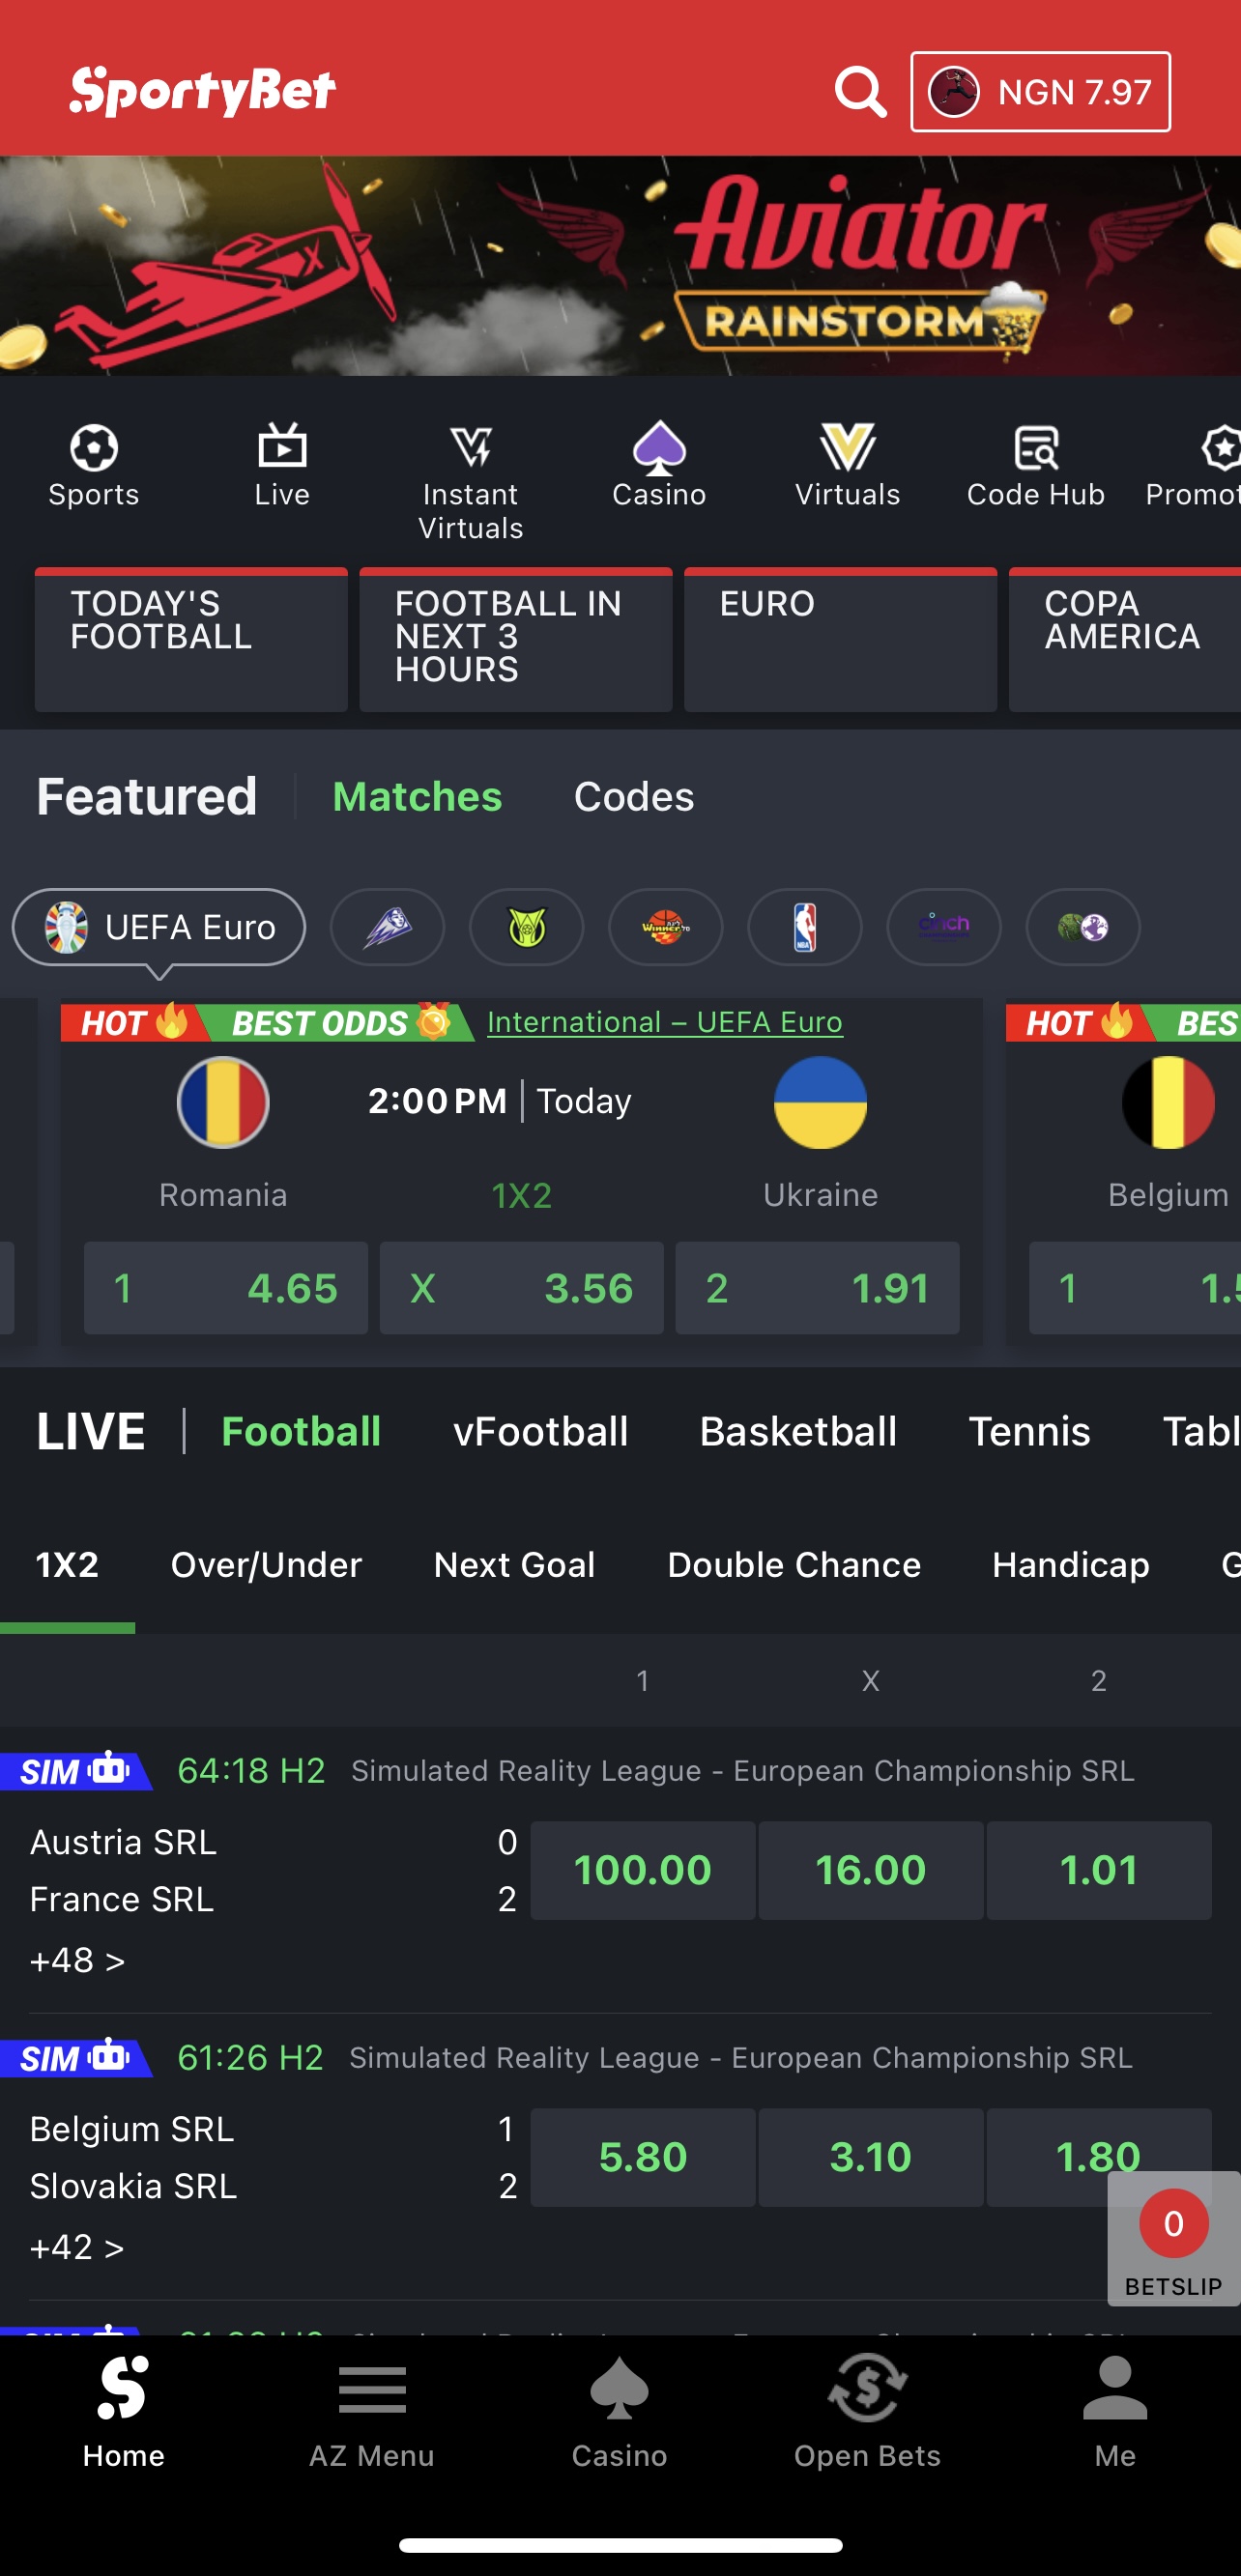 SportyBet
NGN 7.97
Aviator
RAINSTORM
Sports
Live
Instant
Virtuals
Casino
Virtuals
Code Hub
Promot
TODAY'S
FOOTBALL
FOOTBALL IN
NEXT 3
HOURS
EURO
COPA
AMERICA
Featured
Matches
Codes
UEFA Euro
Winner
NBA
cinch
HOT
BEST ODDS
International – UEFA Euro
HOT
BES
2:00 PM | Today
Romania
1X2
Ukraine
Belgium
1 4.65
X 3.56
2 1.91
1 1.5
LIVE | Football vFootball Basketball Tennis Tabl
1X2 Over/Under Next Goal Double Chance Handicap G
1 X 2
SIM 64:18 H2 Simulated Reality League - European Championship SRL
Austria SRL 0
France SRL 2
100.00 16.00 1.01
+48 >
SIM 61:26 H2 Simulated Reality League - European Championship SRL
Belgium SRL 1
Slovakia SRL 2
5.80 3.10 1.80
+42 >
0
BETSLIP
Home
AZ Menu
Casino
Open Bets
Me